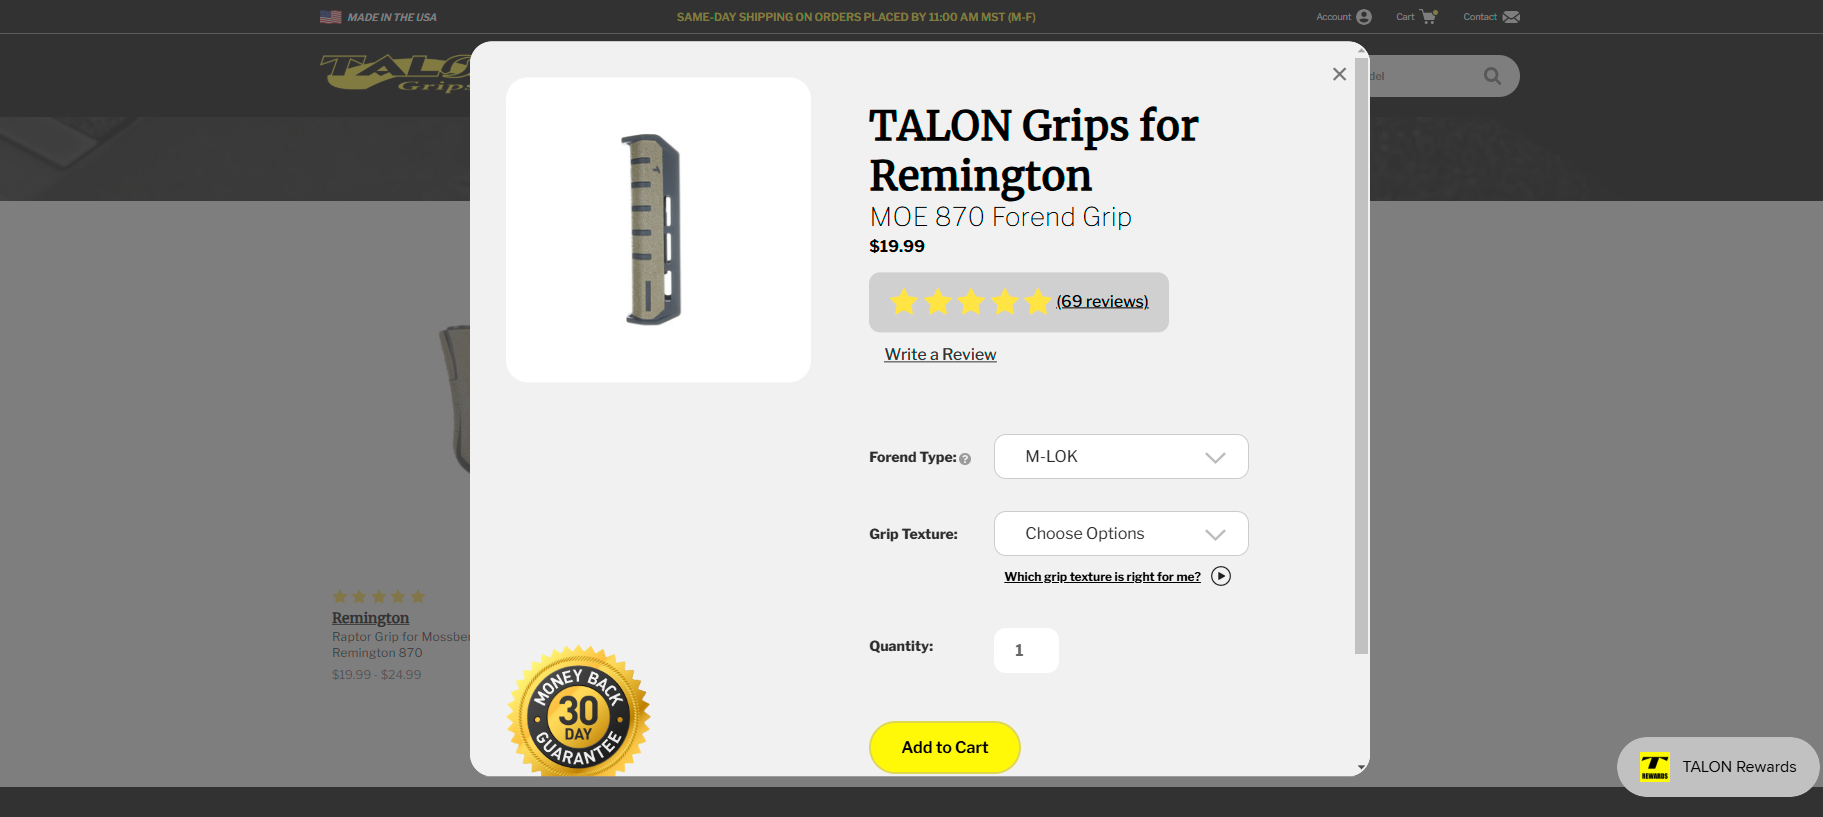 MADE IN THE USA
SAME-DAY SHIPPING ON ORDERS PLACED BY 11:00 AM MST (M-F)
Account
Cart
Contact
TALO
Grips
del
TALON Grips for
Remington
MOE 870 Forend Grip
$19.99
(69 reviews)
Write a Review
Forend Type:
?
M-LOK
Grip Texture:
Choose Options
Which grip texture is right for me?
Quantity:
1
Add to Cart
MONEY BACK
30
DAY
GUARANTEE
Remington
Raptor Grip for Mossbe
Remington 870
$19.99 - $24.99
T
REWARDS
TALON Rewards